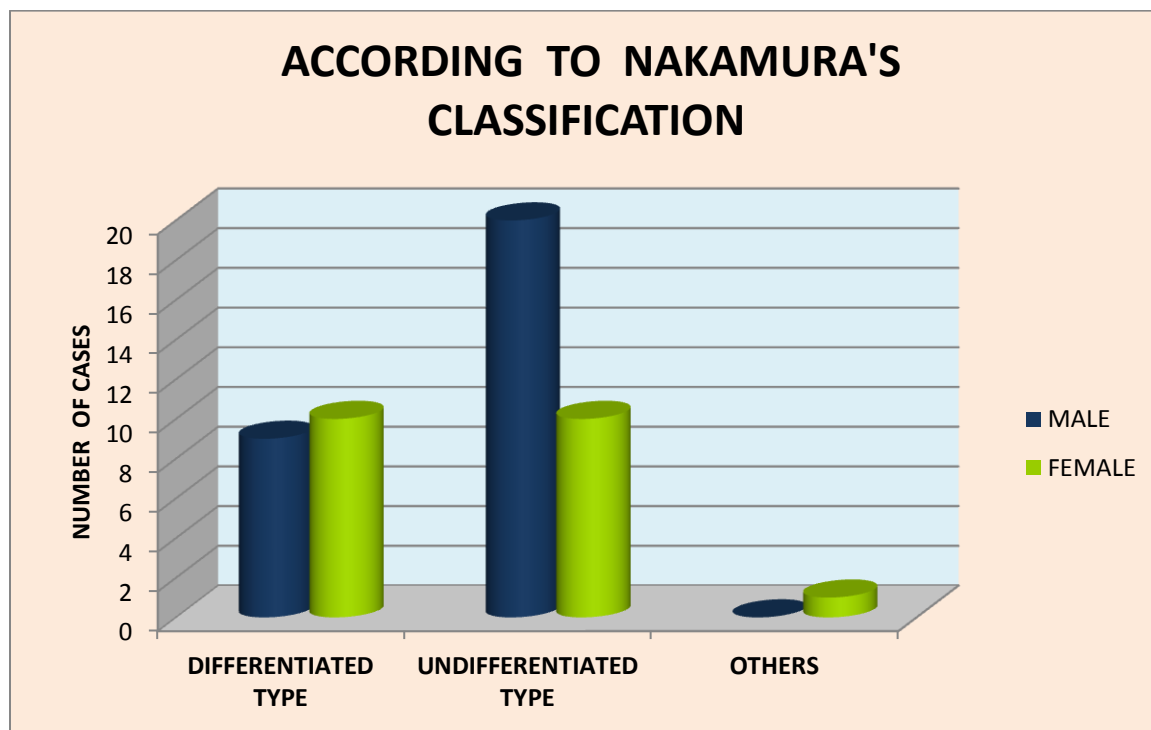 ACCORDING TO NAKAMURA'S
CLASSIFICATION
20
18
16
14
12
10
8
6
4
2
0
NUMBER OF CASES
DIFFERENTIATED
TYPE
UNDIFFERENTIATED
TYPE
OTHERS
MALE
FEMALE